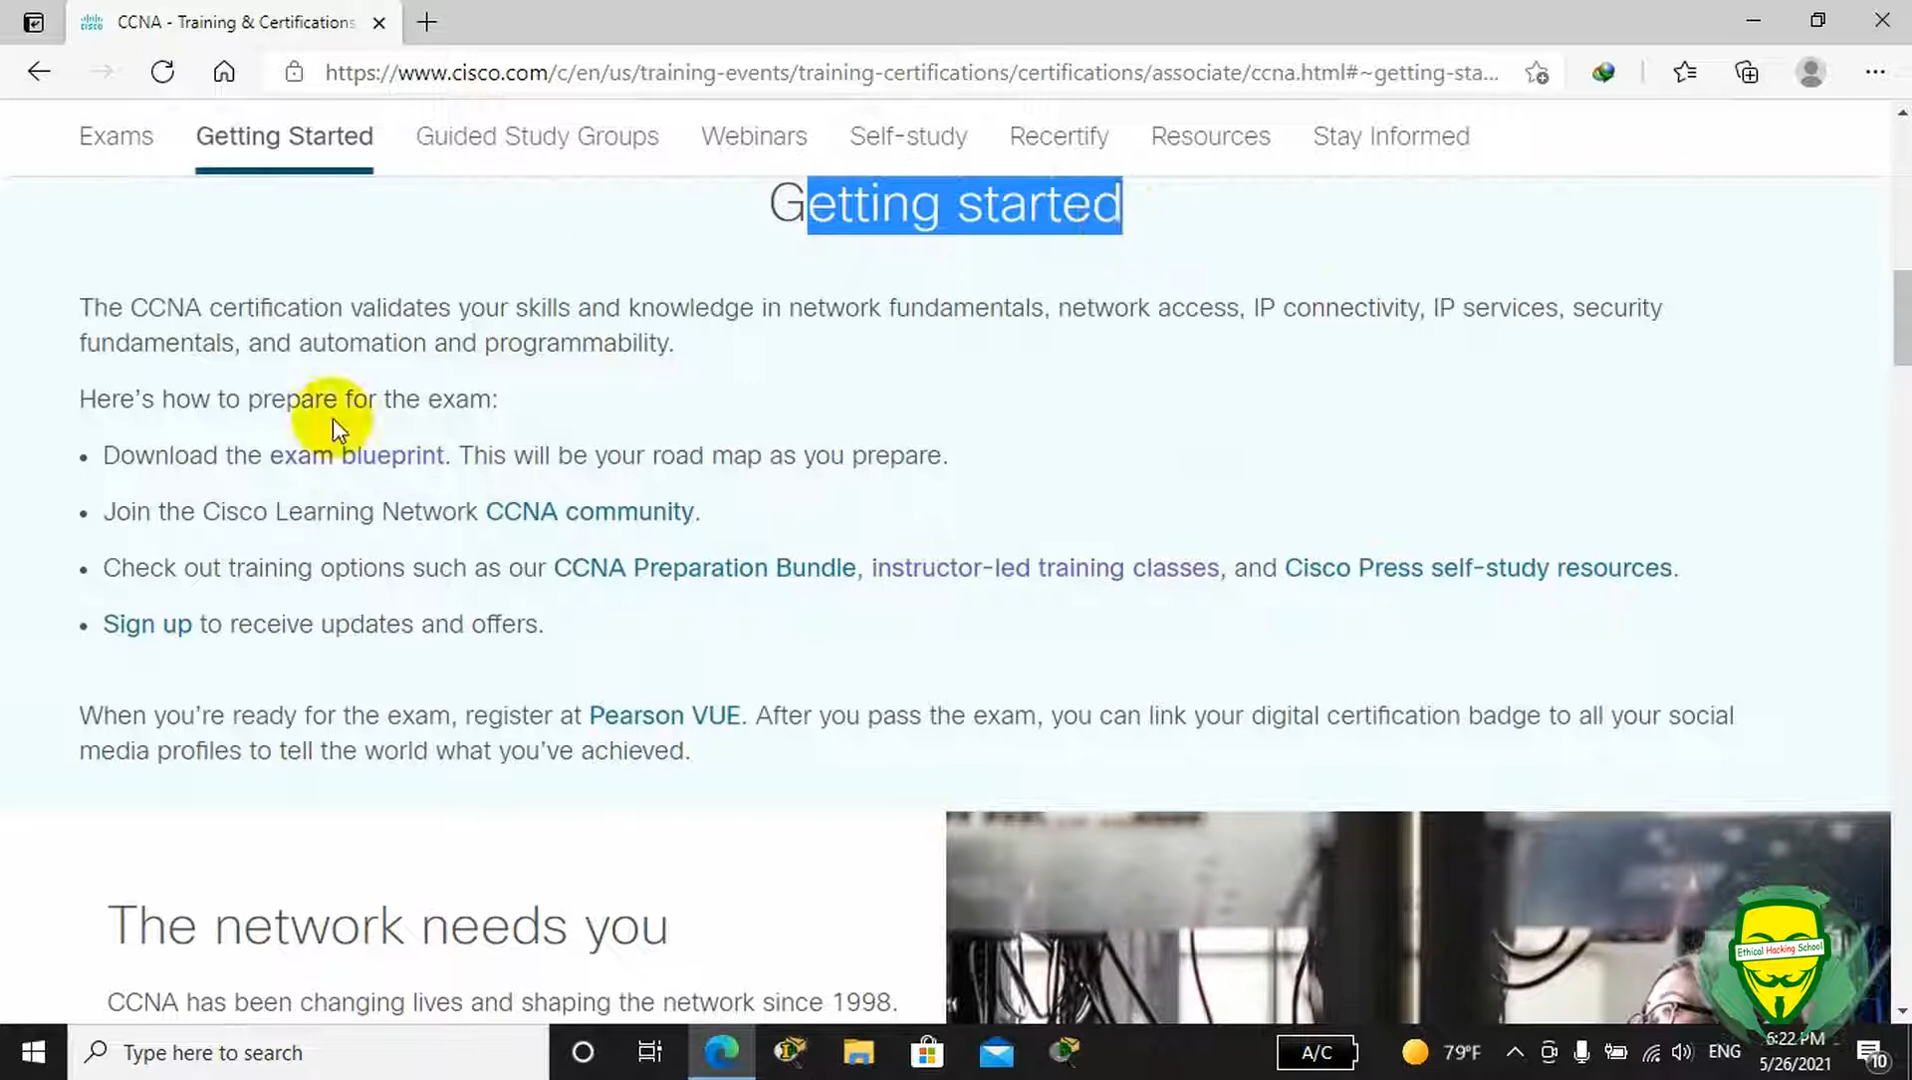 CCNA - Training & Certifications
https://www.cisco.com/c/en/us/training-events/training-certifications/certifications/associate/ccna.html#~getting-sta...
Exams Getting Started Guided Study Groups Webinars Self-study Recertify Resources Stay Informed
Getting started
The CCNA certification validates your skills and knowledge in network fundamentals, network access, IP connectivity, IP services, security
fundamentals, and automation and programmability.
Here's how to prepare for the exam:
• Download the exam blueprint. This will be your road map as you prepare.
• Join the Cisco Learning Network CCNA community.
• Check out training options such as our CCNA Preparation Bundle, instructor-led training classes, and Cisco Press self-study resources.
• Sign up to receive updates and offers.
When you're ready for the exam, register at Pearson VUE. After you pass the exam, you can link your digital certification badge to all your social
media profiles to tell the world what you've achieved.
The network needs you
CCNA has been changing lives and shaping the network since 1998.
Ethical Hacking School
Type here to search
A/C
79°F
ENG
6:22 PM
5/26/2021
10